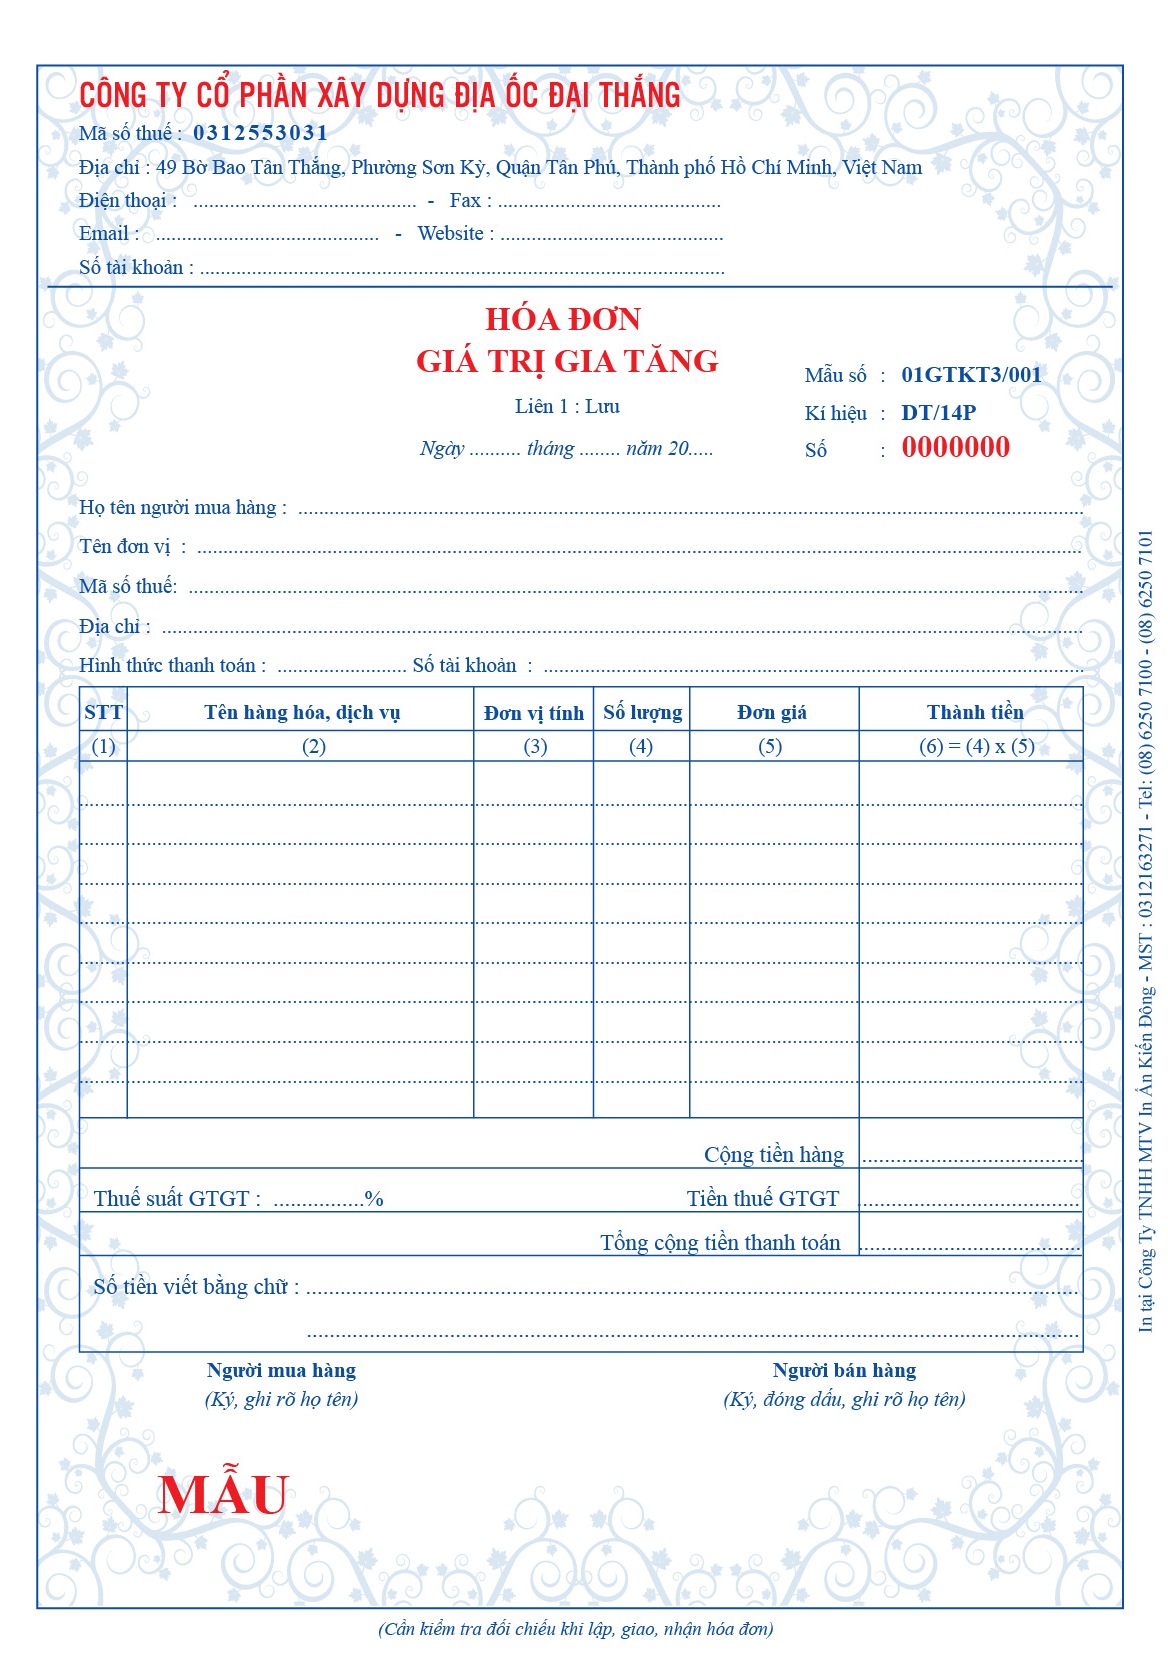 CÔNG TY CỔ PHẦN XÂY DỰNG ĐỊA ỐC ĐẠI THẮNG
Mã số thuế : 0312553031
Địa chỉ : 49 Bờ Bao Tân Thắng, Phường Sơn Kỳ, Quận Tân Phú, Thành phố Hồ Chí Minh, Việt Nam
Điện thoại : ........................................... - Fax : ...........................................
Email : ........................................... - Website : ...........................................
Số tài khoản : .....................................................................................................
HÓA ĐƠN
GIÁ TRỊ GIA TĂNG
Liên 1 : Lưu
Ngày .......... tháng ........ năm 20.....
Mẫu số : 01GTKT3/001
Kí hiệu : DT/14P
Số : 0000000
Họ tên người mua hàng : ....................................................................................
Tên đơn vị : ....................................................................................
Mã số thuế: ....................................................................................
Địa chỉ : ....................................................................................
Hình thức thanh toán : ......................... Số tài khoản : ....................................................................................
STT Tên hàng hóa, dịch vụ Đơn vị tính Số lượng Đơn giá Thành tiền
(1) (2) (3) (4) (5) (6) = (4) x (5)
Cộng tiền hàng ......................................
Thuế suất GTGT : ................% Tiền thuế GTGT ......................................
Tổng cộng tiền thanh toán ......................................
Số tiền viết bằng chữ : ....................................................................................
....................................................................................
Người mua hàng Người bán hàng
(Ký, ghi rõ họ tên) (Ký, đóng dấu, ghi rõ họ tên)
MẪU
(Cần kiểm tra đối chiếu khi lập, giao, nhận hóa đơn)
In tại Công Ty TNHH MTV In Ấn Kiến Đông - MST : 0312163271 - Tel: (08) 6250 7100 - (08) 6250 7101